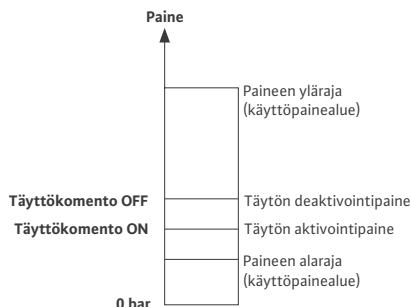 Paine
Paineen yläraja
(käyttöpainealue)
Täyttökomento OFF
Täytön deaktivointipaine
Täyttökomento ON
Täytön aktivointipaine
Paineen alaraja
(käyttöpainealue)
0 bar